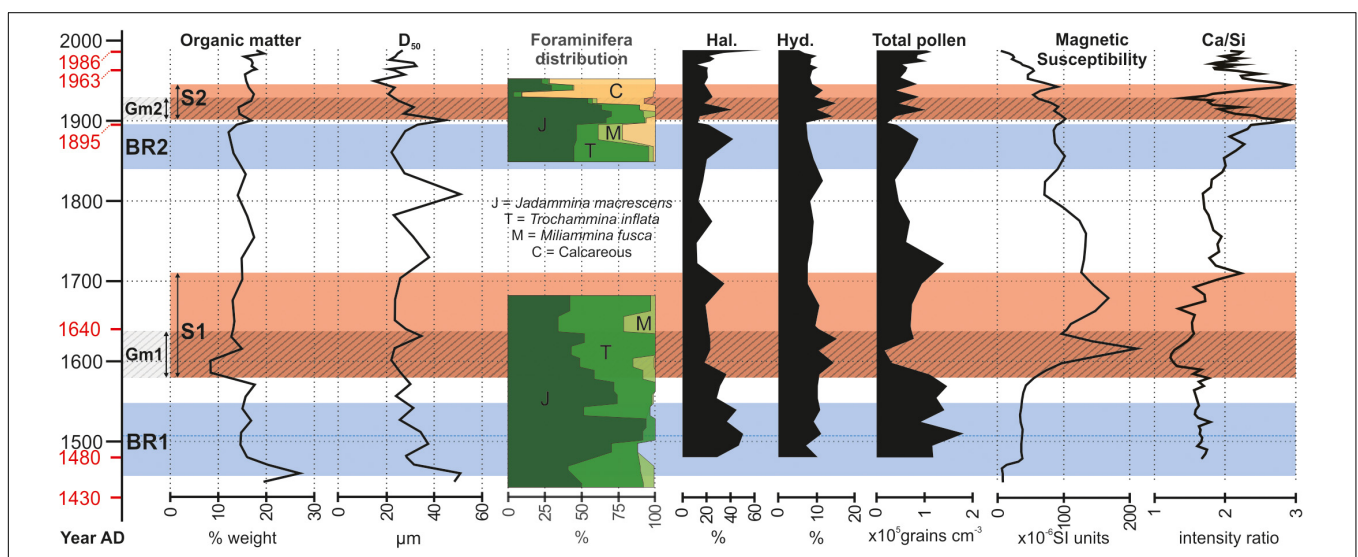 Organic matter
D50
Foraminifera distribution
Hal.
Hyd.
Total pollen
Magnetic Susceptibility
Ca/Si
2000
1986
1963
1900
1895
1800
1700
1640
1600
1500
1480
1430
Gm2
S2
BR2
S1
Gm1
BR1
C
J
M
T
J = Jadammina macrescens
T = Trochammina inflata
M = Miliammina fusca
C = Calcareous
M
T
J
0 10 20 30
0 20 40 60
0 25 50 75 100
0 20 40 60
0 10 20
0 1 2
0 100 200
1 2 3
Year AD
% weight
µm
%
%
%
x10⁵grains cm⁻³
x10⁻⁶SI units
intensity ratio